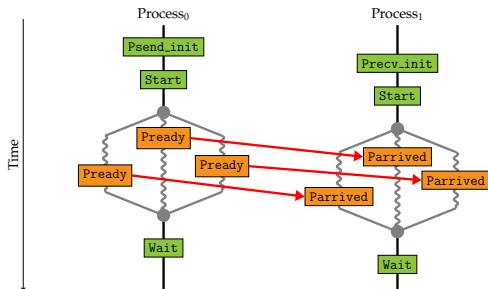 Process0 Process1
Psend_init
Precv_init
Start
Start
Pready
Parrived
Pready
Pready
Parrived
Parrived
Wait
Wait
Time